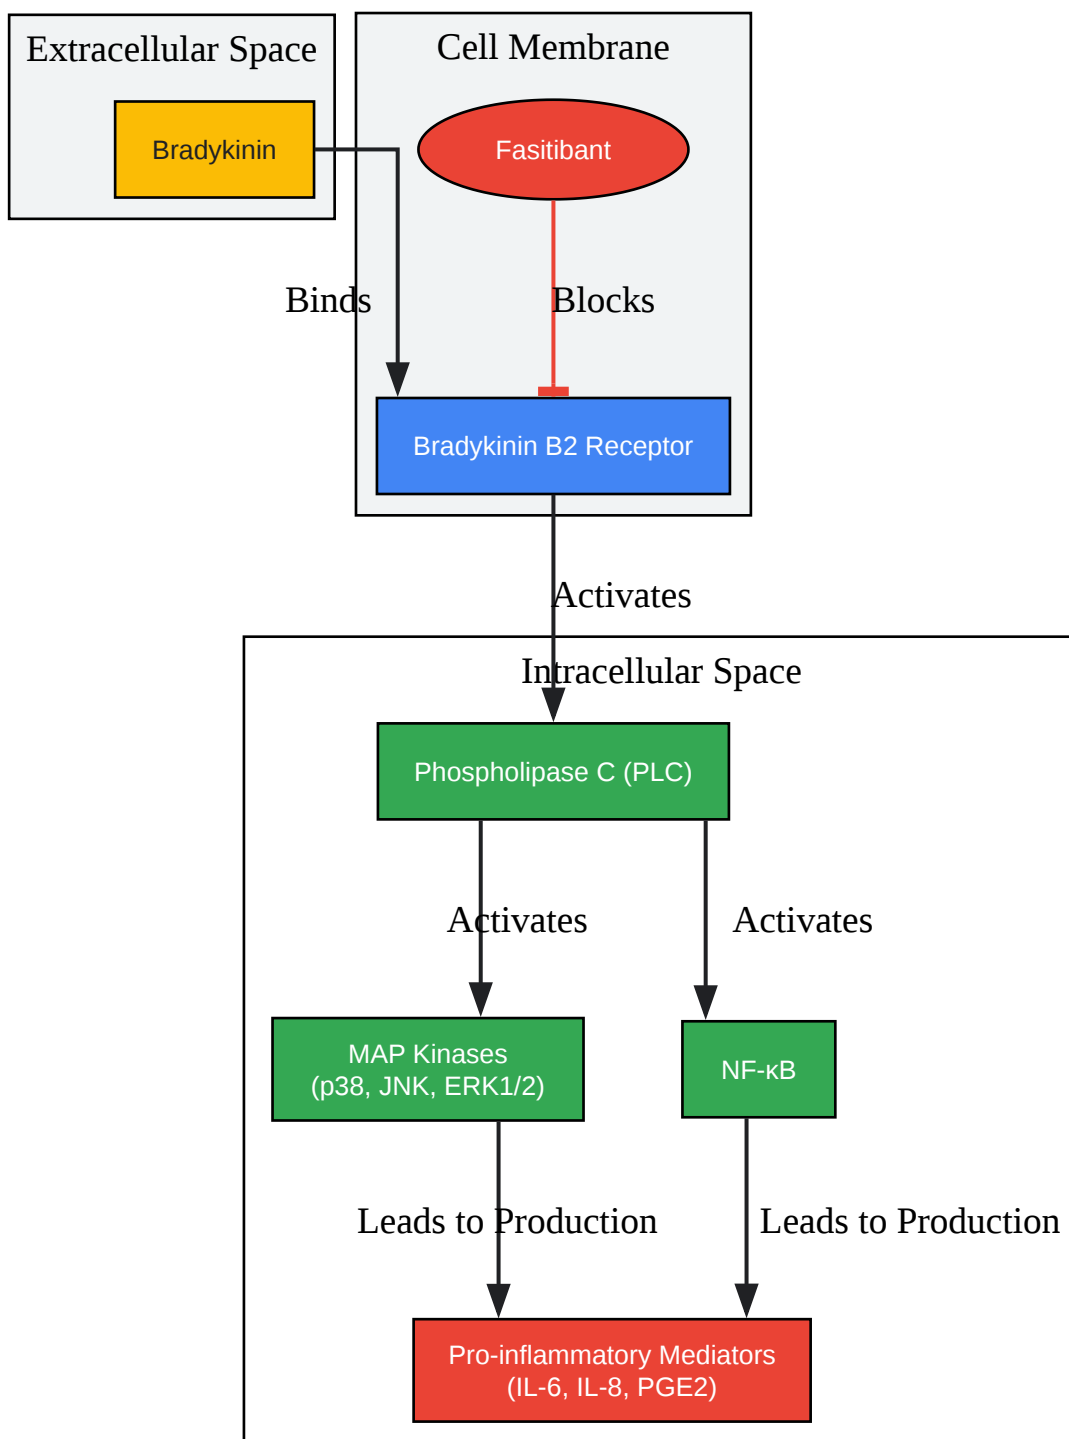 Extracellular Space
Cell Membrane
Bradykinin
Fasitibant
Binds
Blocks
Bradykinin B2 Receptor
Activates
Intracellular Space
Phospholipase C (PLC)
Activates
Activates
MAP Kinases
(p38, JNK, ERK1/2)
NF-κB
Leads to Production
Leads to Production
Pro-inflammatory Mediators
(IL-6, IL-8, PGE2)